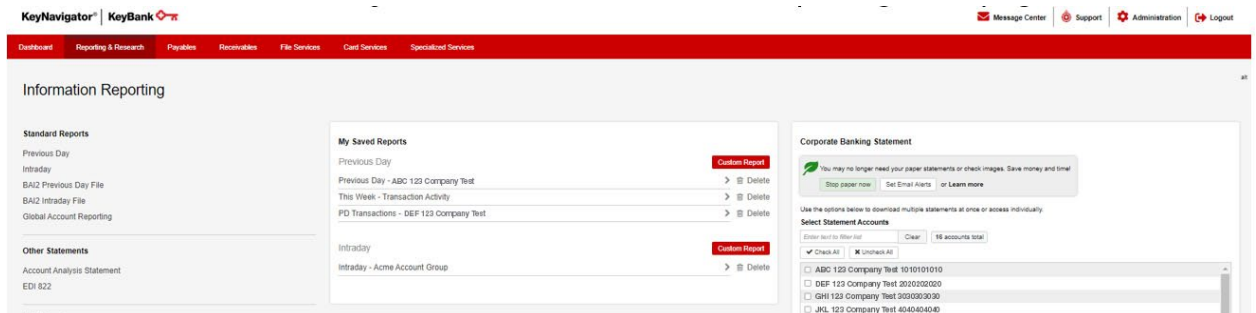 KeyNavigator® | KeyBank
Message Center
Support
Administration
Logout
Dashboard
Reporting & Research
Payables
Receivables
File Services
Card Services
Specialized Services
Information Reporting
Standard Reports
Previous Day
Intraday
BAI2 Previous Day File
BAI2 Intraday File
Global Account Reporting
Other Statements
Account Analysis Statement
EDI 822
My Saved Reports
Previous Day
Custom Report
Previous Day - ABC 123 Company Test
Delete
This Week - Transaction Activity
Delete
PD Transactions - DEF 123 Company Test
Delete
Intraday
Custom Report
Intraday - Acme Account Group
Delete
Corporate Banking Statement
You may no longer need your paper statements or check images. Save money and time!
Stop paper now
Set Email Alerts
or Learn more
Use the options below to download multiple statements at once or access individually.
Select Statement Accounts
Enter text to filter list
Clear
16 accounts total
Check All
Uncheck All
ABC 123 Company Test 1010101010
DEF 123 Company Test 2020202020
GHI 123 Company Test 3030303030
JKL 123 Company Test 4040404040